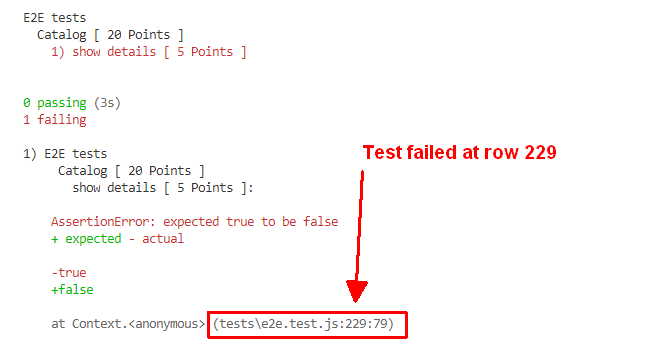 E2E tests
Catalog [ 20 Points ]
1) show details [ 5 Points ]
0 passing (3s)
1 failing
1) E2E tests
Test failed at row 229
Catalog [ 20 Points ]
show details [ 5 Points ]:
AssertionError: expected true to be false
+ expected - actual
-true
+false
at Context.<anonymous> (tests\e2e.test.js:229:79)